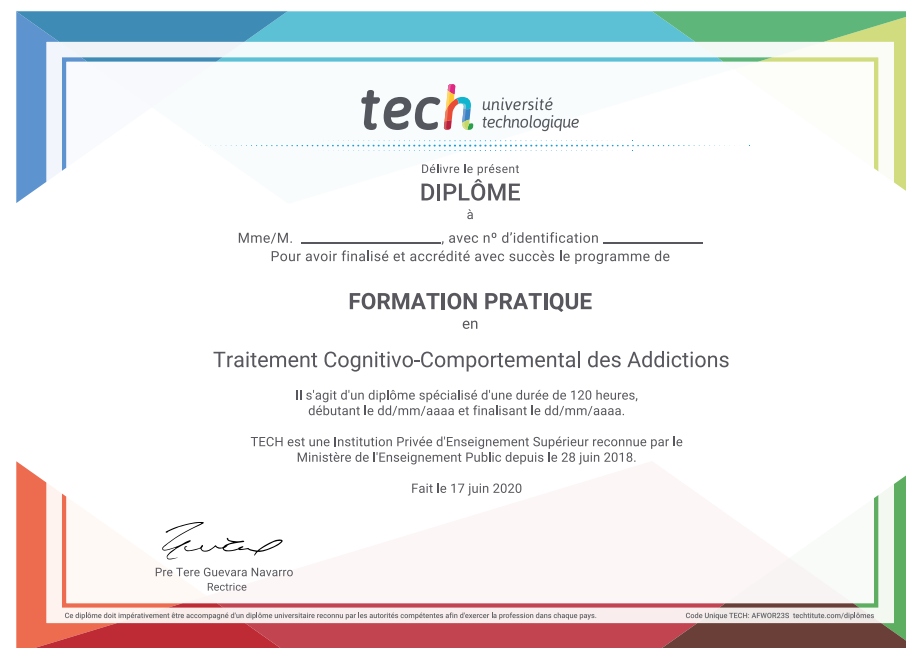 tech université
technologique
Délivre le présent
DIPLÔME
à
Mme/M. ____________________, avec nº d'identification ______________
Pour avoir finalisé et accrédité avec succès le programme de
FORMATION PRATIQUE
en
Traitement Cognitivo-Comportemental des Addictions
Il s'agit d'un diplôme spécialisé d'une durée de 120 heures,
débutant le dd/mm/aaaa et finalisant le dd/mm/aaaa.
TECH est une Institution Privée d'Enseignement Supérieur reconnue par le
Ministère de l'Enseignement Public depuis le 28 juin 2018.
Fait le 17 juin 2020
Pre Tere Guevara Navarro
Rectrice
Ce diplôme doit impérativement être accompagné d'un diplôme universitaire reconnu par les autorités compétentes afin d'exercer la profession dans chaque pays.
Code Unique TECH: AFWOR23S techtitute.com/diplômes